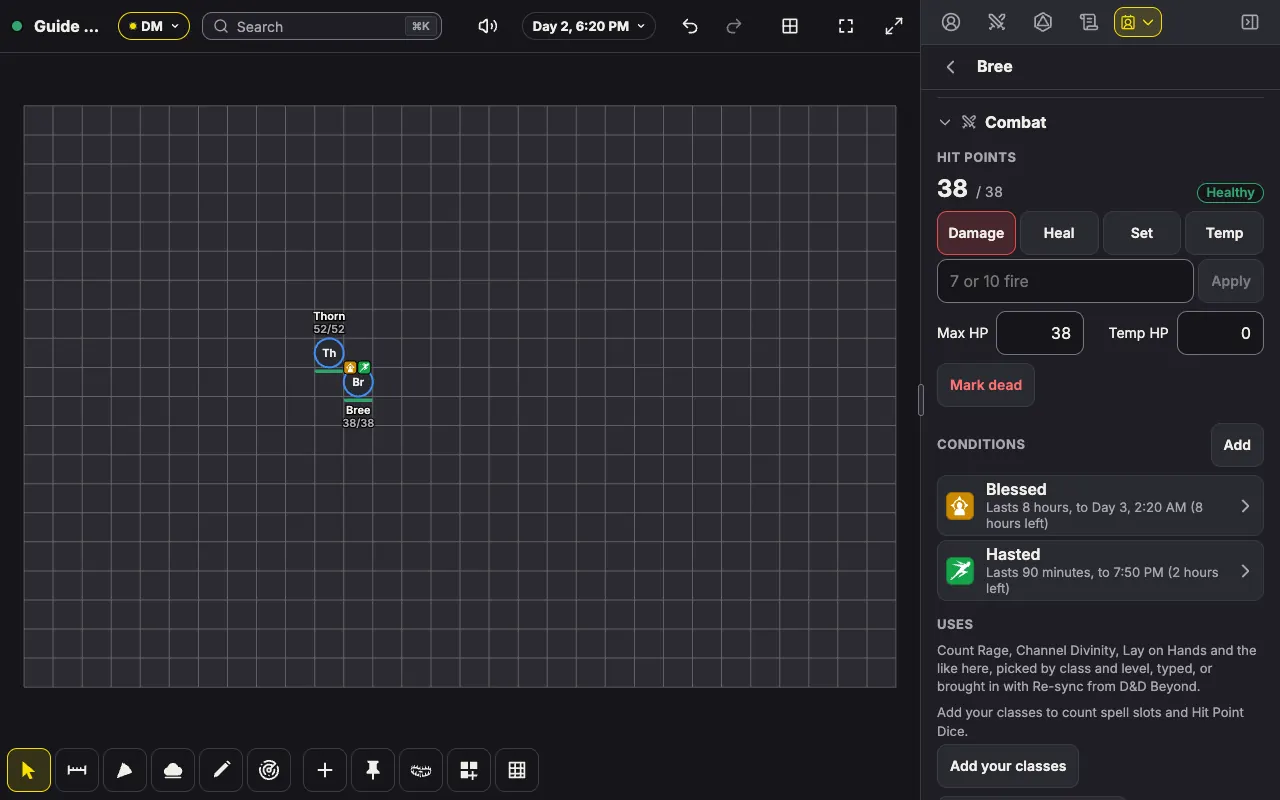 Guide ...
DM
Search
⌘K
Day 2, 6:20 PM
Bree
Combat
HIT POINTS
38 / 38
Healthy
Damage
Heal
Set
Temp
7 or 10 fire
Apply
Max HP
38
Temp HP
0
Mark dead
CONDITIONS
Add
Blessed
Lasts 8 hours, to Day 3, 2:20 AM (8
hours left)
Hasted
Lasts 90 minutes, to 7:50 PM (2 hours
left)
USES
Count Rage, Channel Divinity, Lay on Hands and the
like here, picked by class and level, typed, or
brought in with Re-sync from D&D Beyond.
Add your classes to count spell slots and Hit Point
Dice.
Add your classes
Thorn
52/52
Th
Br
Bree
38/38